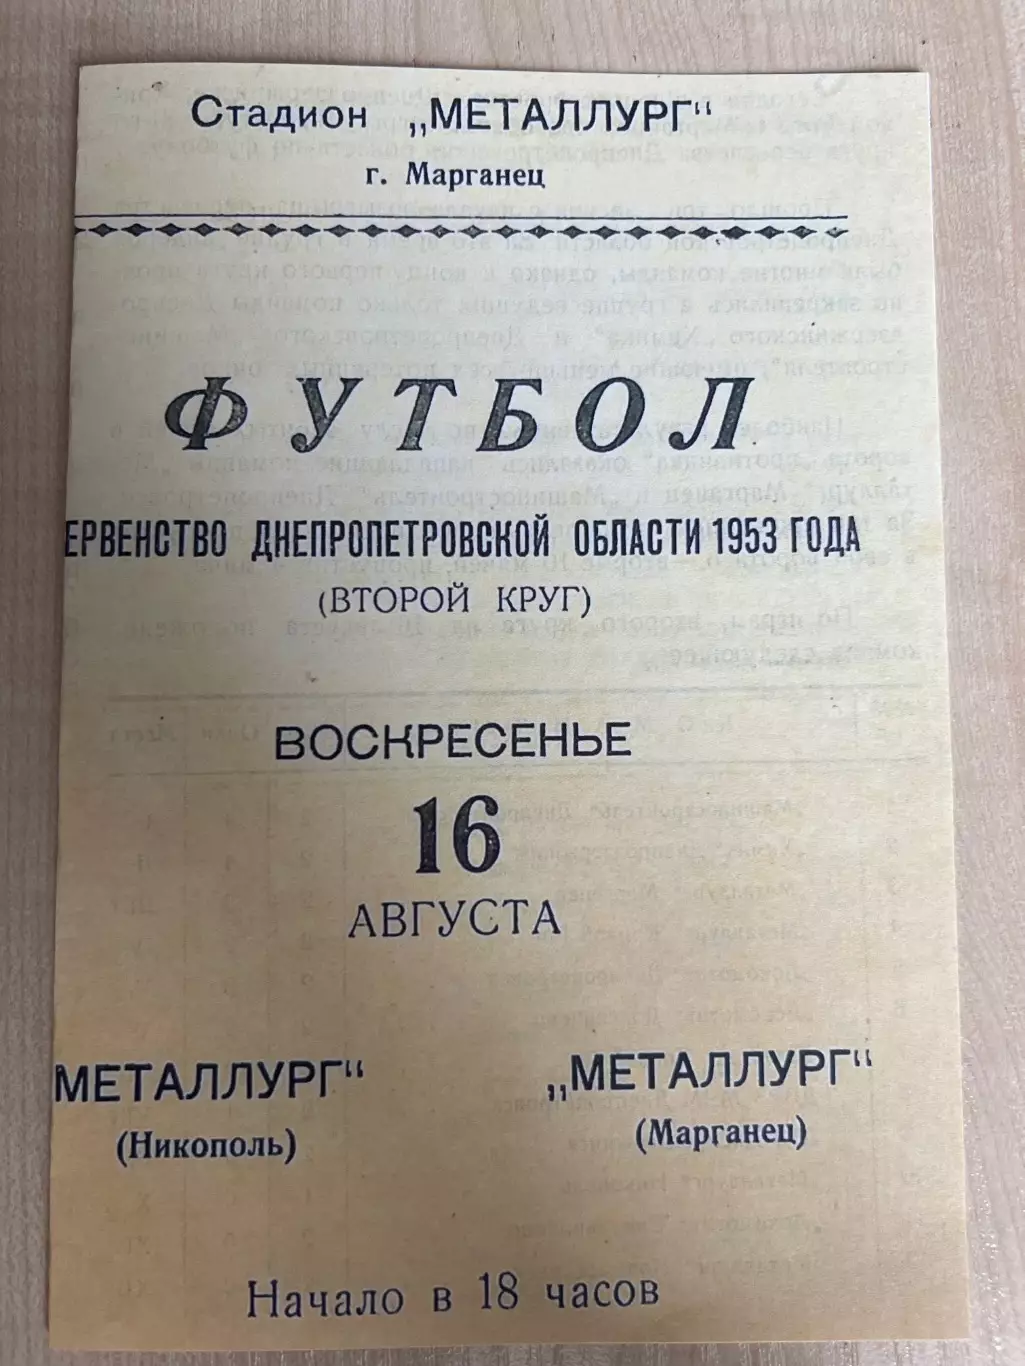 Стадион „МЕТАЛЛУРГ“
г. Марганец
ФУТБОЛ
ЕРВЕНСТВО ДНЕПРОПЕТРОВСКОЙ ОБЛАСТИ 1953 ГОДА
(ВТОРОЙ КРУГ)
ВОСКРЕСЕНЬЕ
16
АВГУСТА
МЕТАЛЛУРГ“
(Никополь)
„МЕТАЛЛУРГ“
(Марганец)
Начало в 18 часов